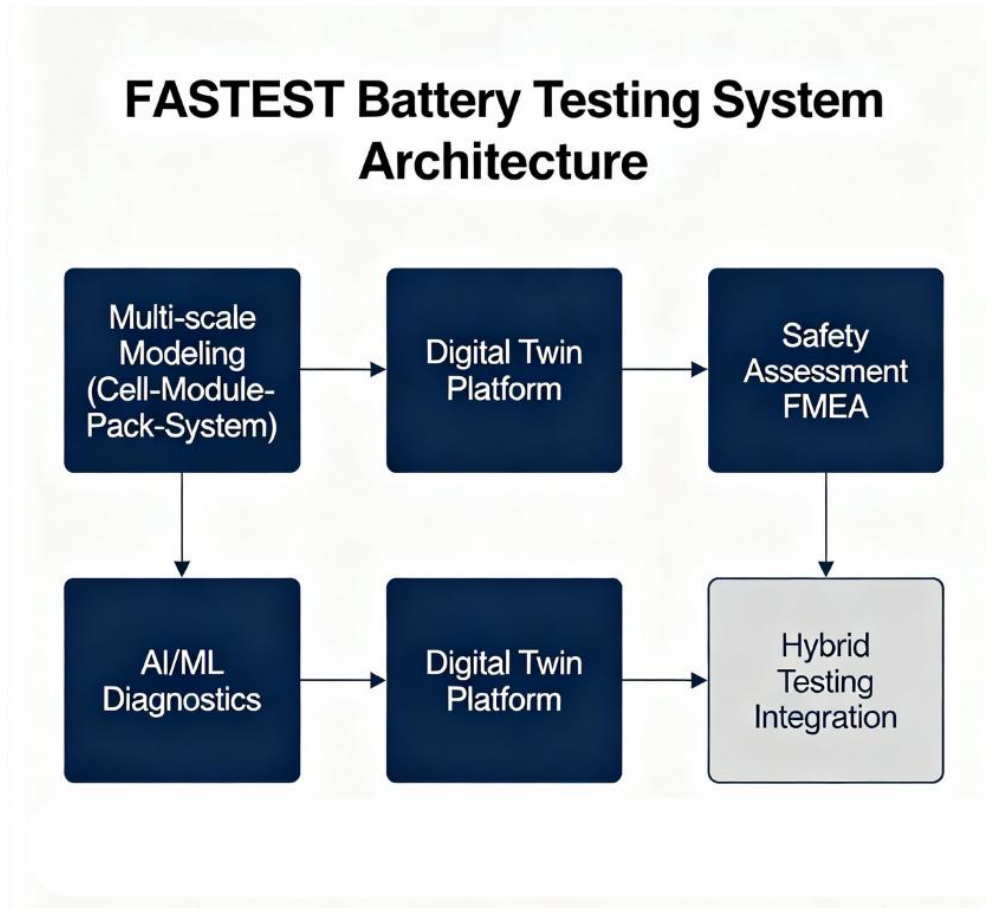 FASTEST Battery Testing System
Architecture
Multi-scale
Modeling
(Cell-Module-
Pack-System)
Digital Twin
Platform
Safety
Assessment
FMEA
AI/ML
Diagnostics
Digital Twin
Platform
Hybrid
Testing
Integration